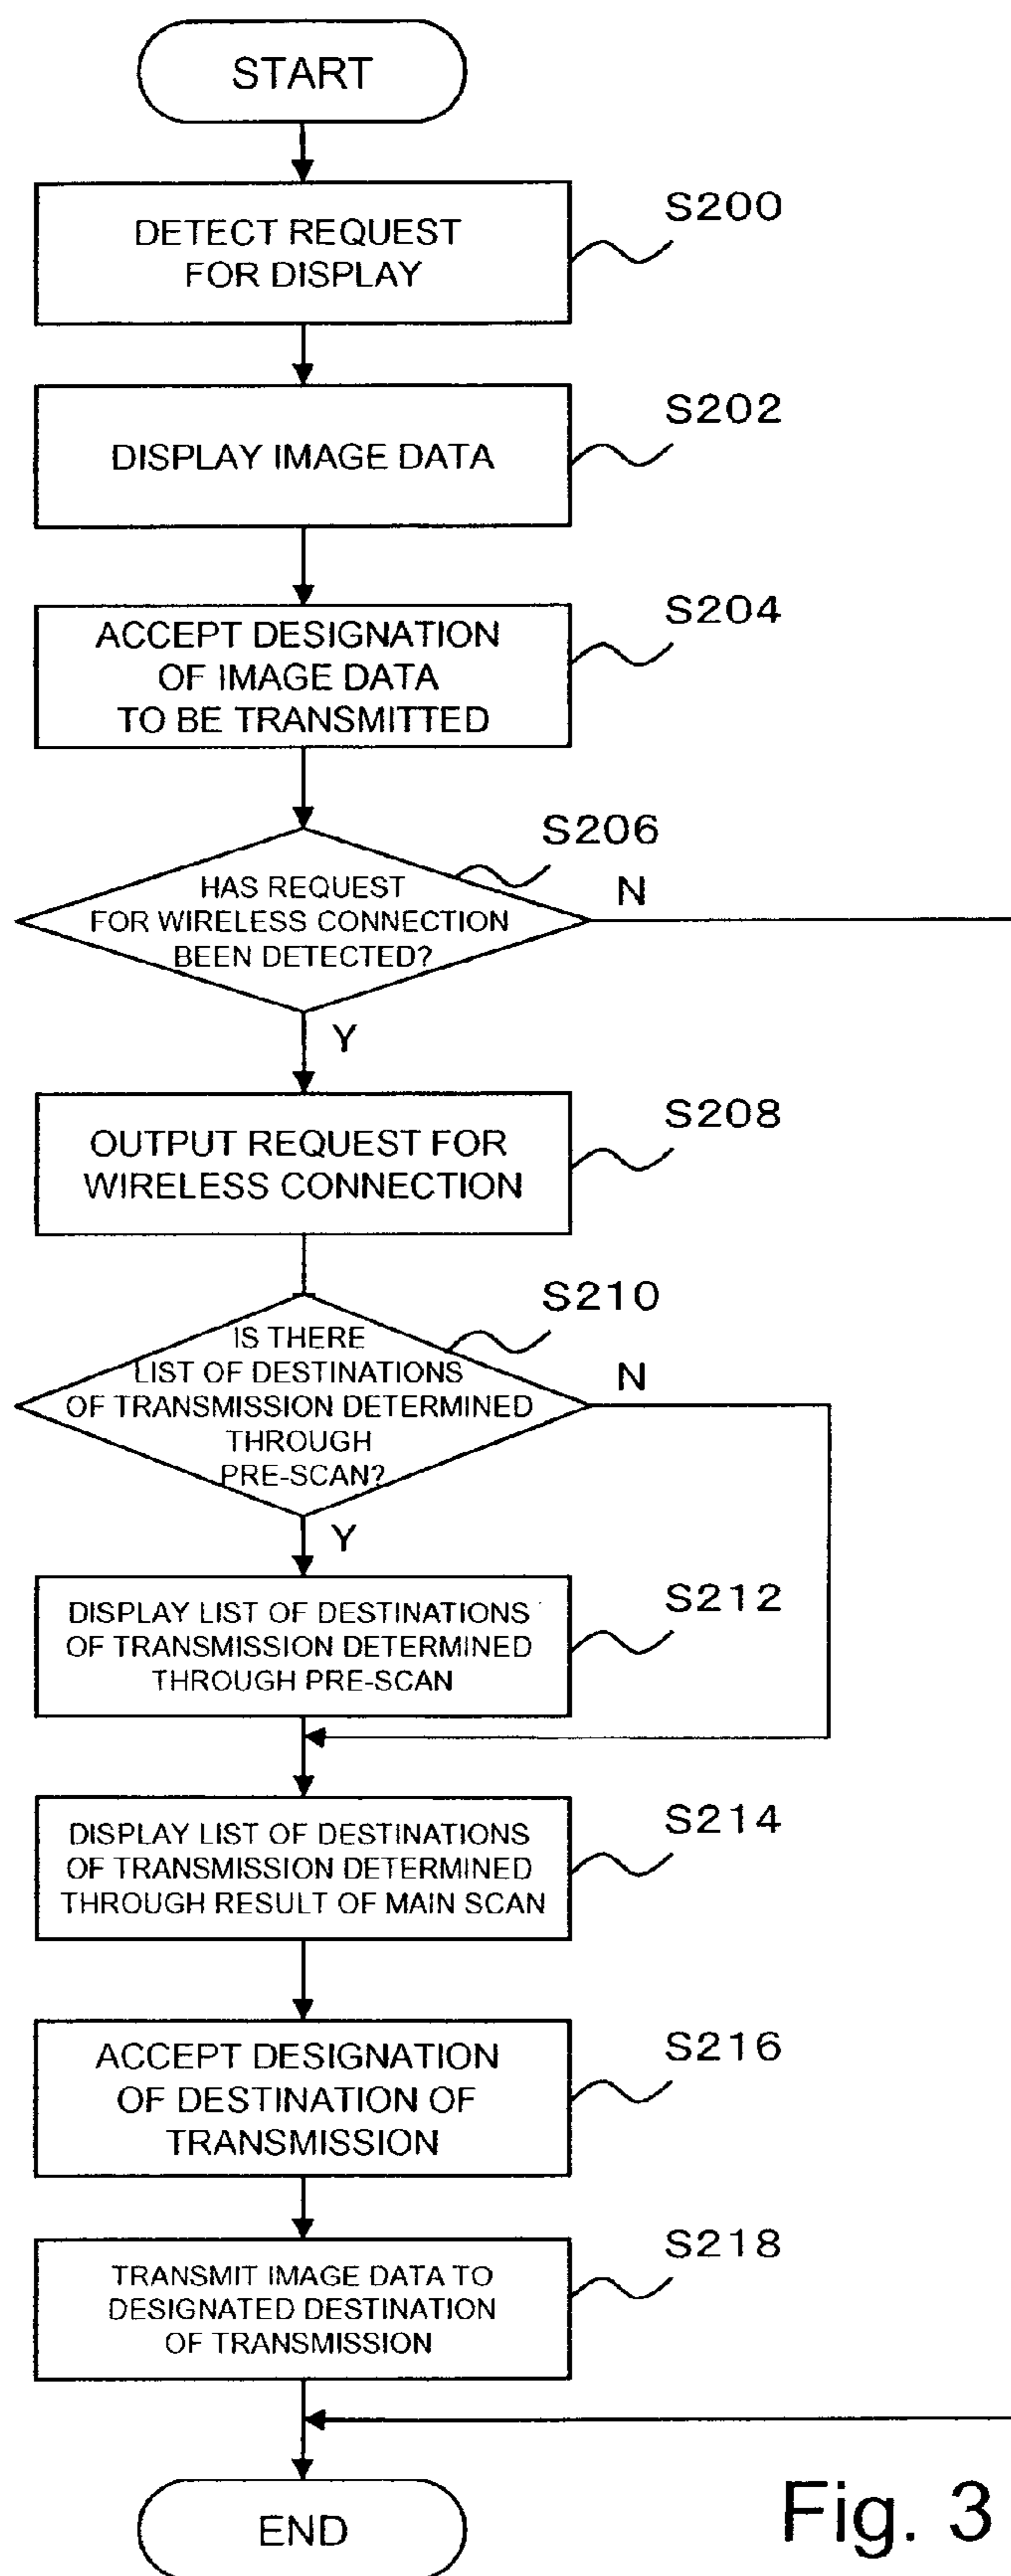 START
DETECT REQUEST
FOR DISPLAY
S200
DISPLAY IMAGE DATA
S202
ACCEPT DESIGNATION
OF IMAGE DATA
TO BE TRANSMITTED
S204
HAS REQUEST
FOR WIRELESS CONNECTION
BEEN DETECTED?
S206
N
Y
OUTPUT REQUEST FOR
WIRELESS CONNECTION
S208
IS THERE
LIST OF DESTINATIONS
OF TRANSMISSION DETERMINED
THROUGH
PRE-SCAN?
S210
N
Y
DISPLAY LIST OF DESTINATIONS
OF TRANSMISSION DETERMINED
THROUGH PRE-SCAN
S212
DISPLAY LIST OF DESTINATIONS
OF TRANSMISSION DETERMINED
THROUGH RESULT OF MAIN SCAN
S214
ACCEPT DESIGNATION
OF DESTINATION OF
TRANSMISSION
S216
TRANSMIT IMAGE DATA TO
DESIGNATED DESTINATION
OF TRANSMISSION
S218
END
Fig. 3